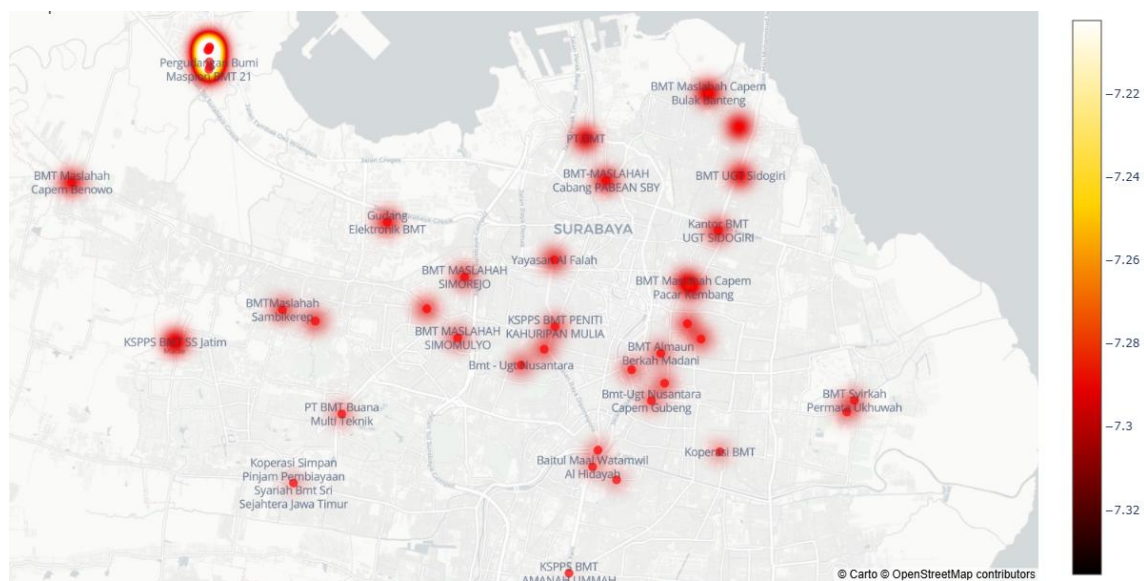 Pergudangan Bumi
Maspion BMT 21
BMT Maslahah Capem
Bulak Banteng
PT BMT
BMT Maslahah
Capem Benowo
BMT-MASLAHAH
Cabang PABEAN SBY
BMT UGT Sidogiri
Gudang
Elektronik BMT
SURABAYA
Kantor BMT
UGT SIDOGIRI
Yayasan Al Falah
BMT MASLAHAH
SIMOREJO
BMT Maslahah Capem
Pacar Kembang
BMTMaslahah
Sambikerep
KSPPS BMT SS Jatim
BMT MASLAHAH
SIMOMULYO
KSPPS BMT PENITI
KAHURIPAN MULIA
Bmt - Ugt Nusantara
BMT Almaun
Berkah Madani
Bmt-Ugt Nusantara
Capem Gubeng
BMT Syirkah
Permata Ukhuwah
PT BMT Buana
Multi Teknik
Koperasi BMT
Baitul Maal Watamwil
Al Hidayah
Koperasi Simpan
Pinjam Pembiayaan
Syariah Bmt Sri
Sejahtera Jawa Timur
KSPPS BMT
AMANAH UMMAH
© Carto © OpenStreetMap contributors
−7.22
−7.24
−7.26
−7.28
−7.3
−7.32